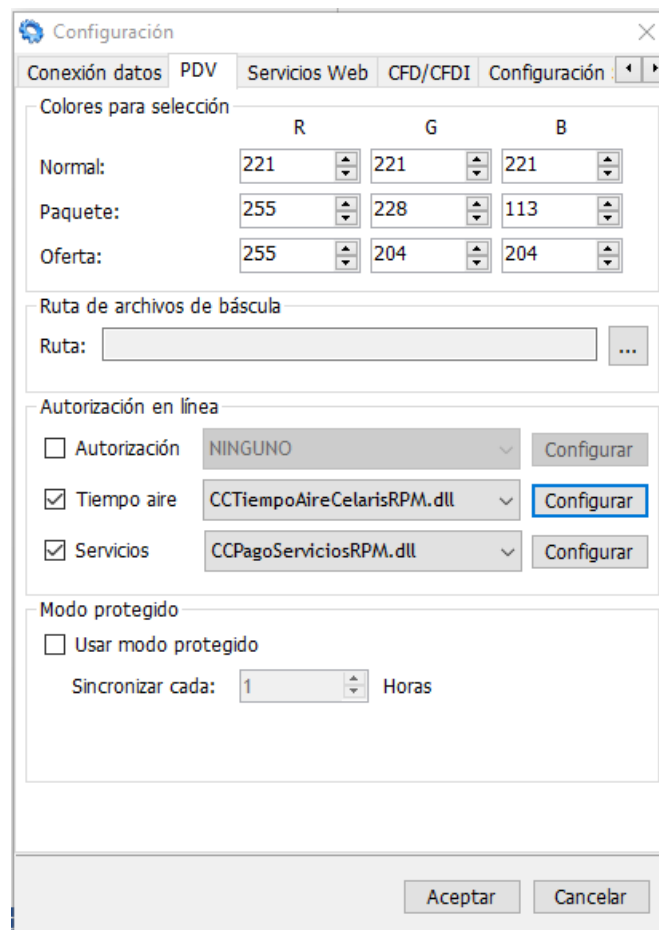 Configuración
Conexión datos PDV Servicios Web CFD/CFDI Configuración
Colores para selección
R G B
Normal: 221 221 221
Paquete: 255 228 113
Oferta: 255 204 204
Ruta de archivos de báscula
Ruta: ...
Autorización en línea
Autorización NINGUNO Configurar
Tiempo aire CCTiempoAireCelarisRPM.dll Configurar
Servicios CCPagoServiciosRPM.dll Configurar
Modo protegido
Usar modo protegido
Sincronizar cada: 1 Horas
Aceptar Cancelar